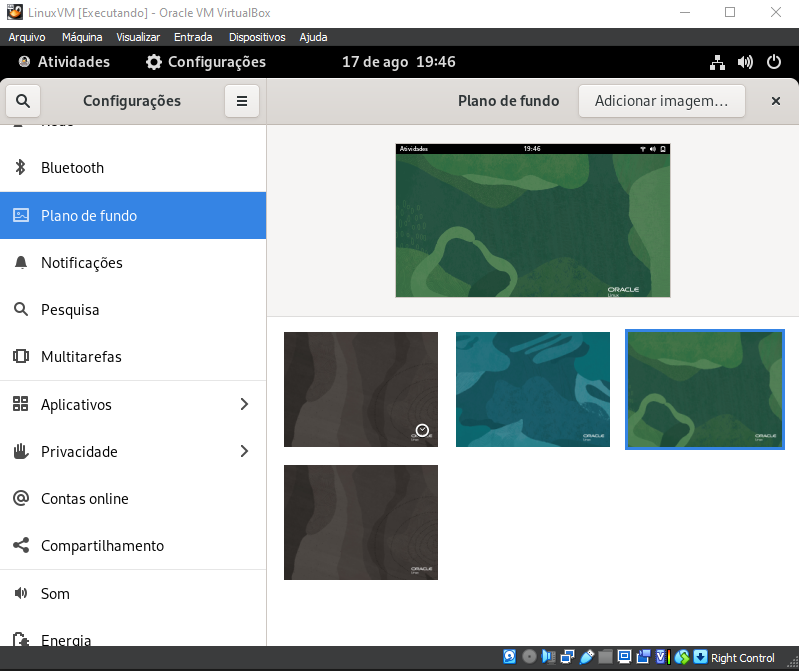 LinuxVM [Executando] - Oracle VM VirtualBox
Arquivo Máquina Visualizar Entrada Dispositivos Ajuda
Atividades Configurações 17 de ago 19:46
Configurações Plano de fundo Adicionar imagem…
Atividades 19:46
Bluetooth
Plano de fundo
Notificações
ORACLE
Linux
Pesquisa
Multitarefas
Aplicativos
ORACLE
Linux
ORACLE
Linux
ORACLE
Linux
Privacidade
Contas online
Compartilhamento
ORACLE
Linux
Som
Energia
Right Control